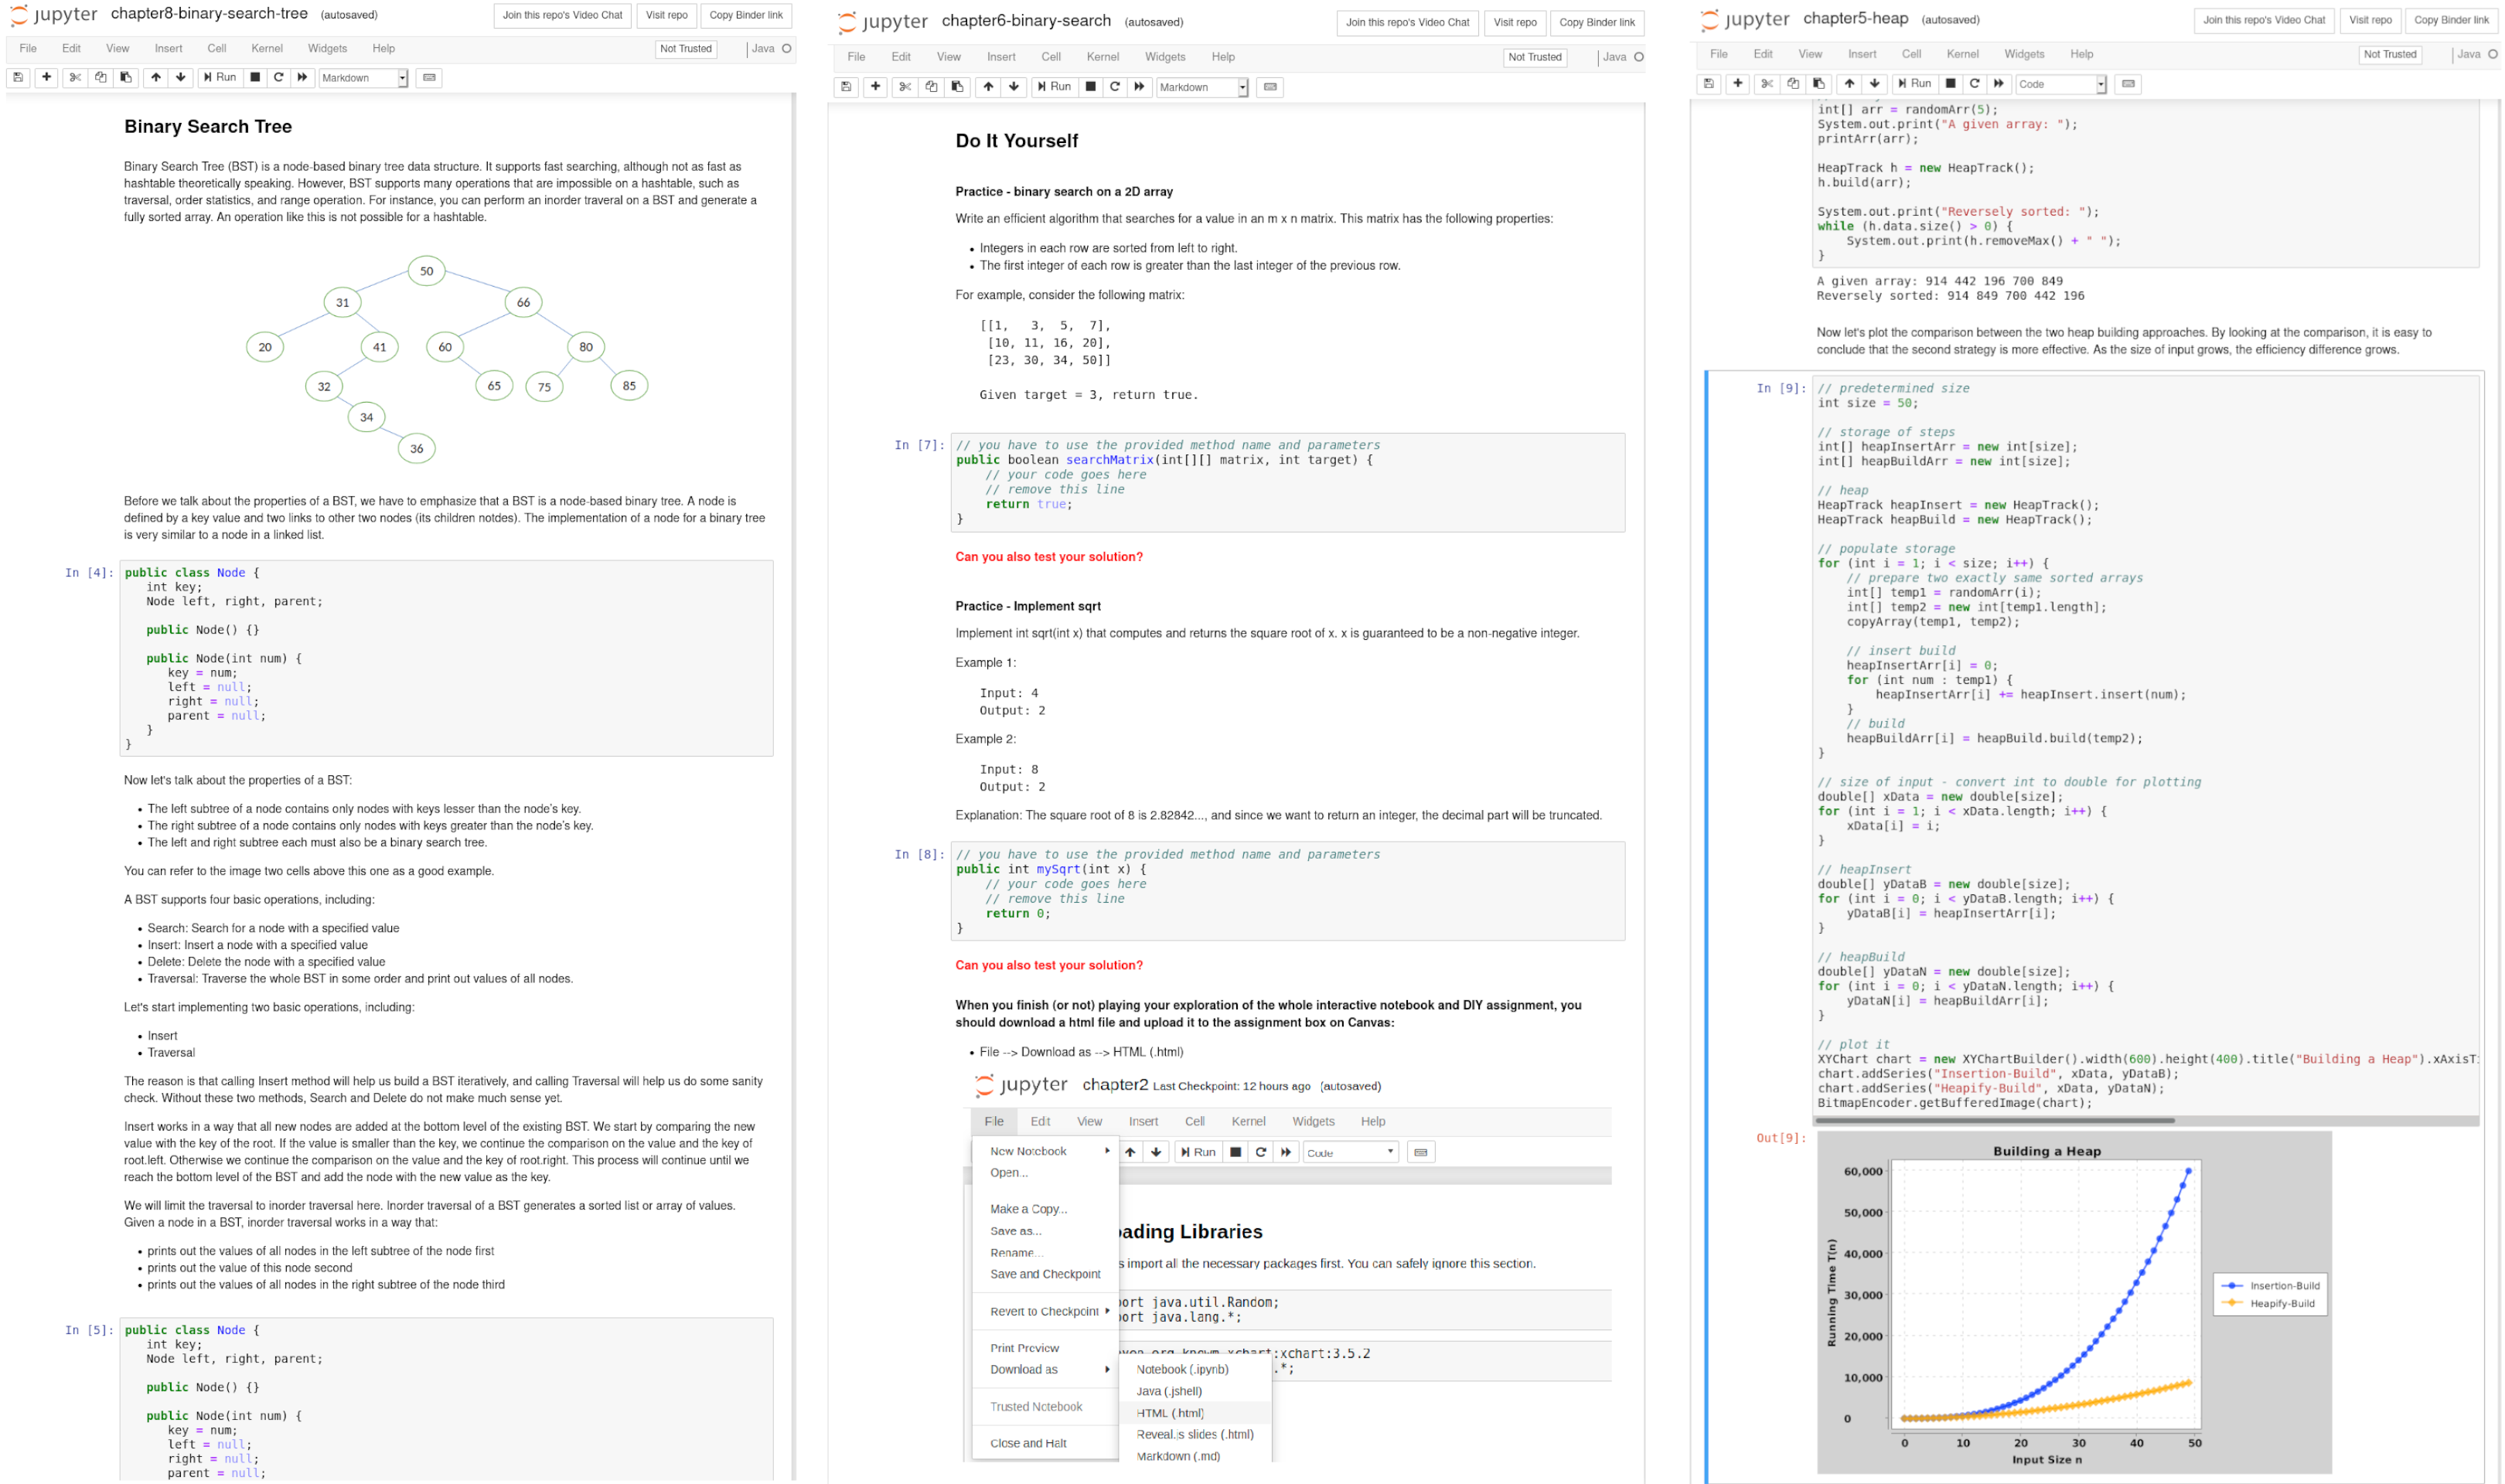 jupyter chapter8-binary-search-tree (autosaved)
Join this repo's Video Chat Visit repo Copy Binder link
File Edit View Insert Cell Kernel Widgets Help
Not Trusted Java
Run Markdown
Binary Search Tree
Binary Search Tree (BST) is a node-based binary tree data structure. It supports fast searching, although not as fast as
hashtable theoretically speaking. However, BST supports many operations that are impossible on a hashtable, such as
traversal, order statistics, and range operation. For instance, you can perform an inorder traveral on a BST and generate a
fully sorted array. An operation like this is not possible for a hashtable.
50
31 66
20 41 60 80
32 65 75 85
34
36
Before we talk about the properties of a BST, we have to emphasize that a BST is a node-based binary tree. A node is
defined by a key value and two links to other two nodes (its children notdes). The implementation of a node for a binary tree
is very similar to a node in a linked list.
In [4]: public class Node {
int key;
Node left, right, parent;
public Node() {}
public Node(int num) {
key = num;
left = null;
right = null;
parent = null;
}
}
Now let's talk about the properties of a BST:
• The left subtree of a node contains only nodes with keys lesser than the node's key.
• The right subtree of a node contains only nodes with keys greater than the node's key.
• The left and right subtree each must also be a binary search tree.
You can refer to the image two cells above this one as a good example.
A BST supports four basic operations, including:
• Search: Search for a node with a specified value
• Insert: Insert a node with a specified value
• Delete: Delete the node with a specified value
• Traversal: Traverse the whole BST in some order and print out values of all nodes.
Let's start implementing two basic operations, including:
• Insert
• Traversal
The reason is that calling Insert method will help us build a BST iteratively, and calling Traversal will help us do some sanity
check. Without these two methods, Search and Delete do not make much sense yet.
Insert works in a way that all new nodes are added at the bottom level of the existing BST. We start by comparing the new
value with the key of the root. If the value is smaller than the key, we continue the comparison on the value and the key of
root.left. Otherwise we continue the comparison on the value and the key of root.right. This process will continue until we
reach the bottom level of the BST and add the node with the new value as the key.
We will limit the traversal to inorder traversal here. Inorder traversal of a BST generates a sorted list or array of values.
Given a node in a BST, inorder traversal works in a way that:
• prints out the values of all nodes in the left subtree of the node first
• prints out the value of this node second
• prints out the values of all nodes in the right subtree of the node third
In [5]: public class Node {
int key;
Node left, right, parent;
public Node() {}
public Node(int num) {
key = num;
left = null;
right = null;
parent = null;
jupyter chapter6-binary-search (autosaved)
Join this repo's Video Chat Visit repo Copy Binder link
File Edit View Insert Cell Kernel Widgets Help
Not Trusted Java
Run Markdown
Do It Yourself
Practice - binary search on a 2D array
Write an efficient algorithm that searches for a value in an m x n matrix. This matrix has the following properties:
• Integers in each row are sorted from left to right.
• The first integer of each row is greater than the last integer of the previous row.
For example, consider the following matrix:
[[1, 3, 5, 7],
[10, 11, 16, 20],
[23, 30, 34, 50]]
Given target = 3, return true.
In [7]: // you have to use the provided method name and parameters
public boolean searchMatrix(int[][] matrix, int target) {
// your code goes here
// remove this line
return true;
}
Can you also test your solution?
Practice - Implement sqrt
Implement int sqrt(int x) that computes and returns the square root of x. x is guaranteed to be a non-negative integer.
Example 1:
Input: 4
Output: 2
Example 2:
Input: 8
Output: 2
Explanation: The square root of 8 is 2.82842..., and since we want to return an integer, the decimal part will be truncated.
In [8]: // you have to use the provided method name and parameters
public int mySqrt(int x) {
// your code goes here
// remove this line
return 0;
}
Can you also test your solution?
When you finish (or not) playing your exploration of the whole interactive notebook and DIY assignment, you
should download a html file and upload it to the assignment box on Canvas:
• File --> Download as --> HTML (.html)
jupyter chapter2 Last Checkpoint: 12 hours ago (autosaved)
File Edit View Insert Cell Kernel Widgets Help
Run Code
New Notebook
Open...
Make a Copy...
Save as...
Rename...
Save and Checkpoint
Revert to Checkpoint
Print Preview
Download as
Trusted Notebook
Close and Halt
ading Libraries
s import all the necessary packages first. You can safely ignore this section.
ort java.util.Random;
ort java.lang.*;
xchart:3.5.2
.*;
Notebook (.ipynb)
Java (.jshell)
HTML (.html)
Reveal.js slides (.html)
Markdown (.md)
jupyter chapter5-heap (autosaved)
Join this repo's Video Chat Visit repo Copy Binder link
File Edit View Insert Cell Kernel Widgets Help
Not Trusted Java
Run Code
int[] arr = randomArr(5);
System.out.print("A given array: ");
printArr(arr);
HeapTrack h = new HeapTrack();
h.build(arr);
System.out.print("Reversely sorted: ");
while (h.data.size() > 0) {
System.out.print(h.removeMax() + " ");
}
A given array: 914 442 196 700 849
Reversely sorted: 914 849 700 442 196
Now let's plot the comparison between the two heap building approaches. By looking at the comparison, it is easy to
conclude that the second strategy is more effective. As the size of input grows, the efficiency difference grows.
In [9]: // predetermined size
int size = 50;
// storage of steps
int[] heapInsertArr = new int[size];
int[] heapBuildArr = new int[size];
// heap
HeapTrack heapInsert = new HeapTrack();
HeapTrack heapBuild = new HeapTrack();
// populate storage
for (int i = 1; i < size; i++) {
// prepare two exactly same sorted arrays
int[] temp1 = randomArr(i);
int[] temp2 = new int[temp1.length];
copyArray(temp1, temp2);
// insert build
heapInsertArr[i] = 0;
for (int num : temp1) {
heapInsertArr[i] += heapInsert.insert(num);
}
// build
heapBuildArr[i] = heapBuild.build(temp2);
}
// size of input - convert int to double for plotting
double[] xData = new double[size];
for (int i = 1; i < xData.length; i++) {
xData[i] = i;
}
// heapInsert
double[] yDataB = new double[size];
for (int i = 0; i < yDataB.length; i++) {
yDataB[i] = heapInsertArr[i];
}
// heapBuild
double[] yDataN = new double[size];
for (int i = 0; i < yDataN.length; i++) {
yDataN[i] = heapBuildArr[i];
}
// plot it
XYChart chart = new XYChartBuilder().width(600).height(400).title("Building a Heap").xAxisT
chart.addSeries("Insertion-Build", xData, yDataB);
chart.addSeries("Heapify-Build", xData, yDataN);
BitmapEncoder.getBufferedImage(chart);
Out[9]:
Building a Heap
Running Time T(n)
60,000
50,000
40,000
30,000
20,000
10,000
0
0 10 20 30 40 50
Input Size n
Insertion-Build
Heapify-Build